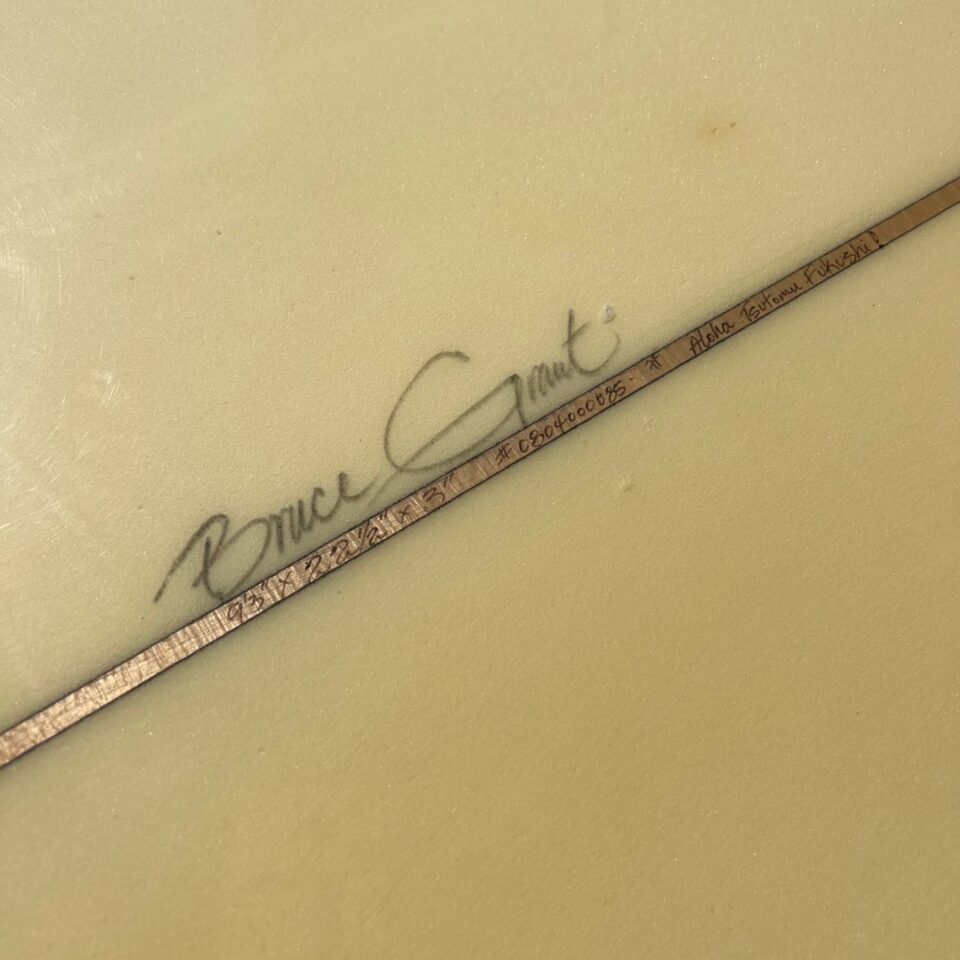 Bruce Grant
9'3" x 22 1/2" x 3" #0804000085 - # Aloha Tsutomu Fukushi!